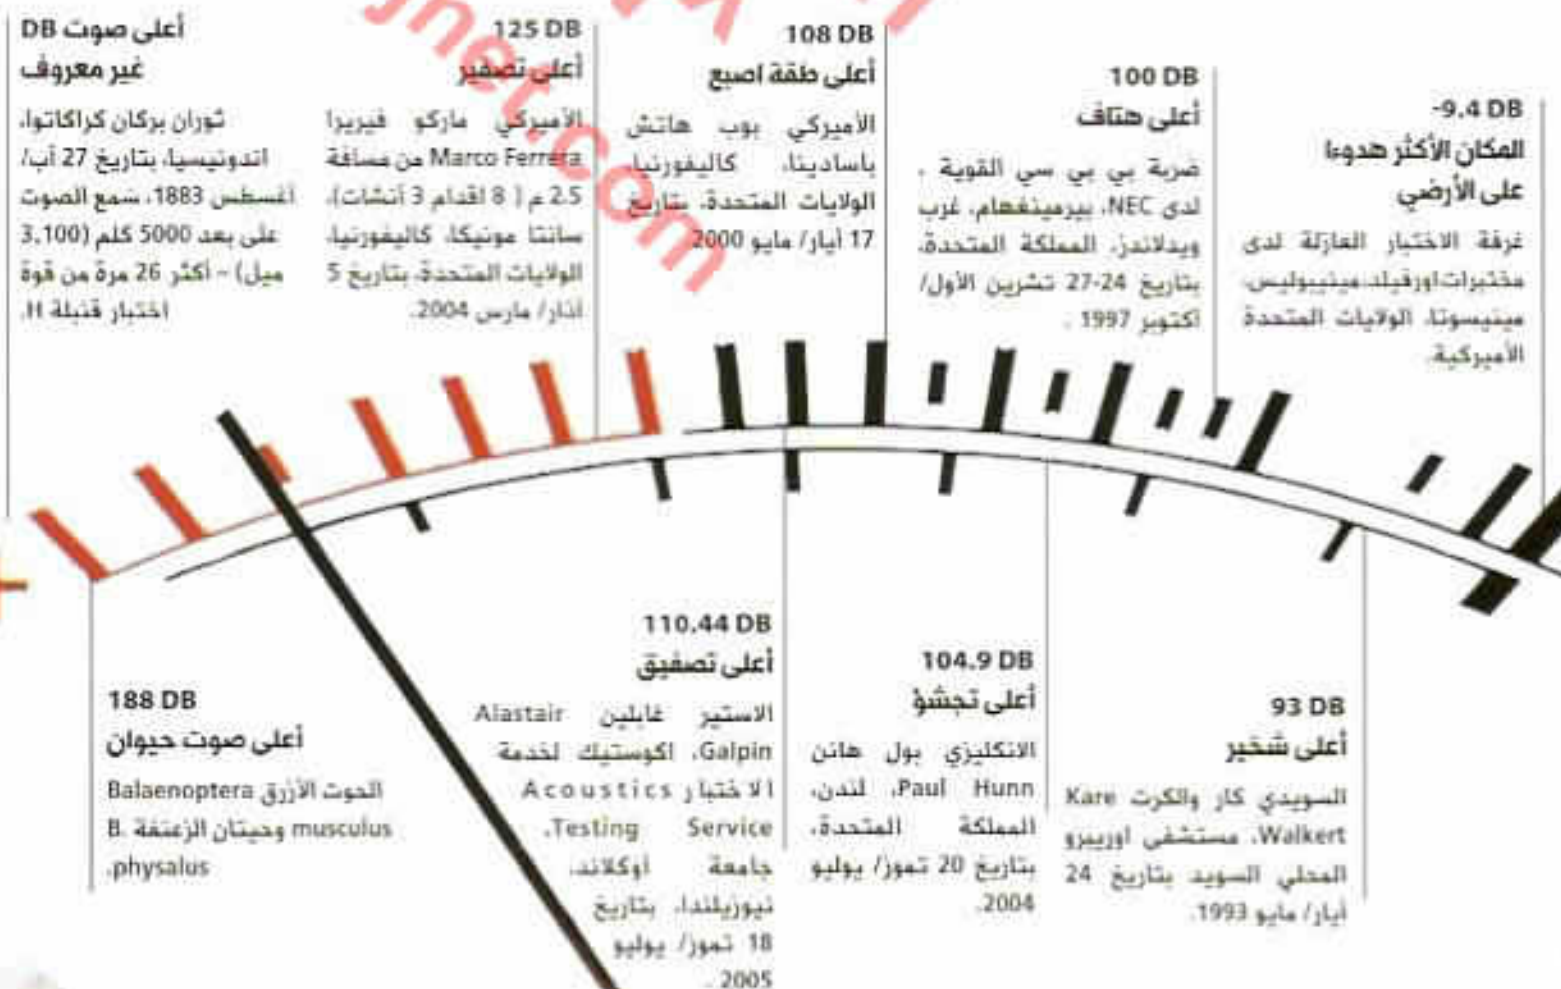 -9.4 DB
المكان الأكثر هدوءا
على الأرضي
غرفة الاختبار العازلة لدى
مختبرات اورفيلد، مينيبوليس،
مينيسوتا، الولايات المتحدة
الأميركية.
100 DB
أعلى هتاف
ضربة بي بي سي القوية ،
لدى NEC، بيرمينغهام، غرب
ويدلاندز، المملكة المتحدة،
بتاريخ 24-27 تشرين الأول/
أكتوبر 1997 .
108 DB
أعلى طقة اصبع
الأميركي بوب هاتش
باسادينا، كاليفورنيا،
الولايات المتحدة، بتاريخ
17 أيار/ مايو 2000
125 DB
أعلى تصفير
الأميركي ماركو فيريرا
Marco Ferrera من مسافة
2.5 م ( 8 اقدام 3 أنشات)،
سانتا مونيكا، كاليفورنيا،
الولايات المتحدة، بتاريخ 5
آذار/ مارس 2004.
أعلى صوت DB
غير معروف
ثوران بركان كراكاتوا،
اندونيسيا، بتاريخ 27 آب/
أغسطس 1883، سمع الصوت
على بعد 5000 كلم (3,100
ميل) - أكثر 26 مرة من قوة
اختبار قنبلة H.
93 DB
أعلى شخير
السويدي كار والكرت Kare
Walkert، مستشفى اوريبرو
المحلي السويد بتاريخ 24
أيار/ مايو 1993.
104.9 DB
أعلى تجشؤ
الانكليزي بول هانن
Paul Hunn، لندن،
المملكة المتحدة،
بتاريخ 20 تموز/ يوليو
2004.
110.44 DB
أعلى تصفيق
الاستير غابلين Alastair
Galpin، اكوستيك لخدمة
الاختبار Acoustics
Testing Service،
جامعة أوكلاند،
نيوزيلندا، بتاريخ
18 تموز/ يوليو
2005 .
188 DB
أعلى صوت حيوان
الحوت الأزرق Balaenoptera
musculus وحيتان الزعنفة B.
physalus.
jnet.com